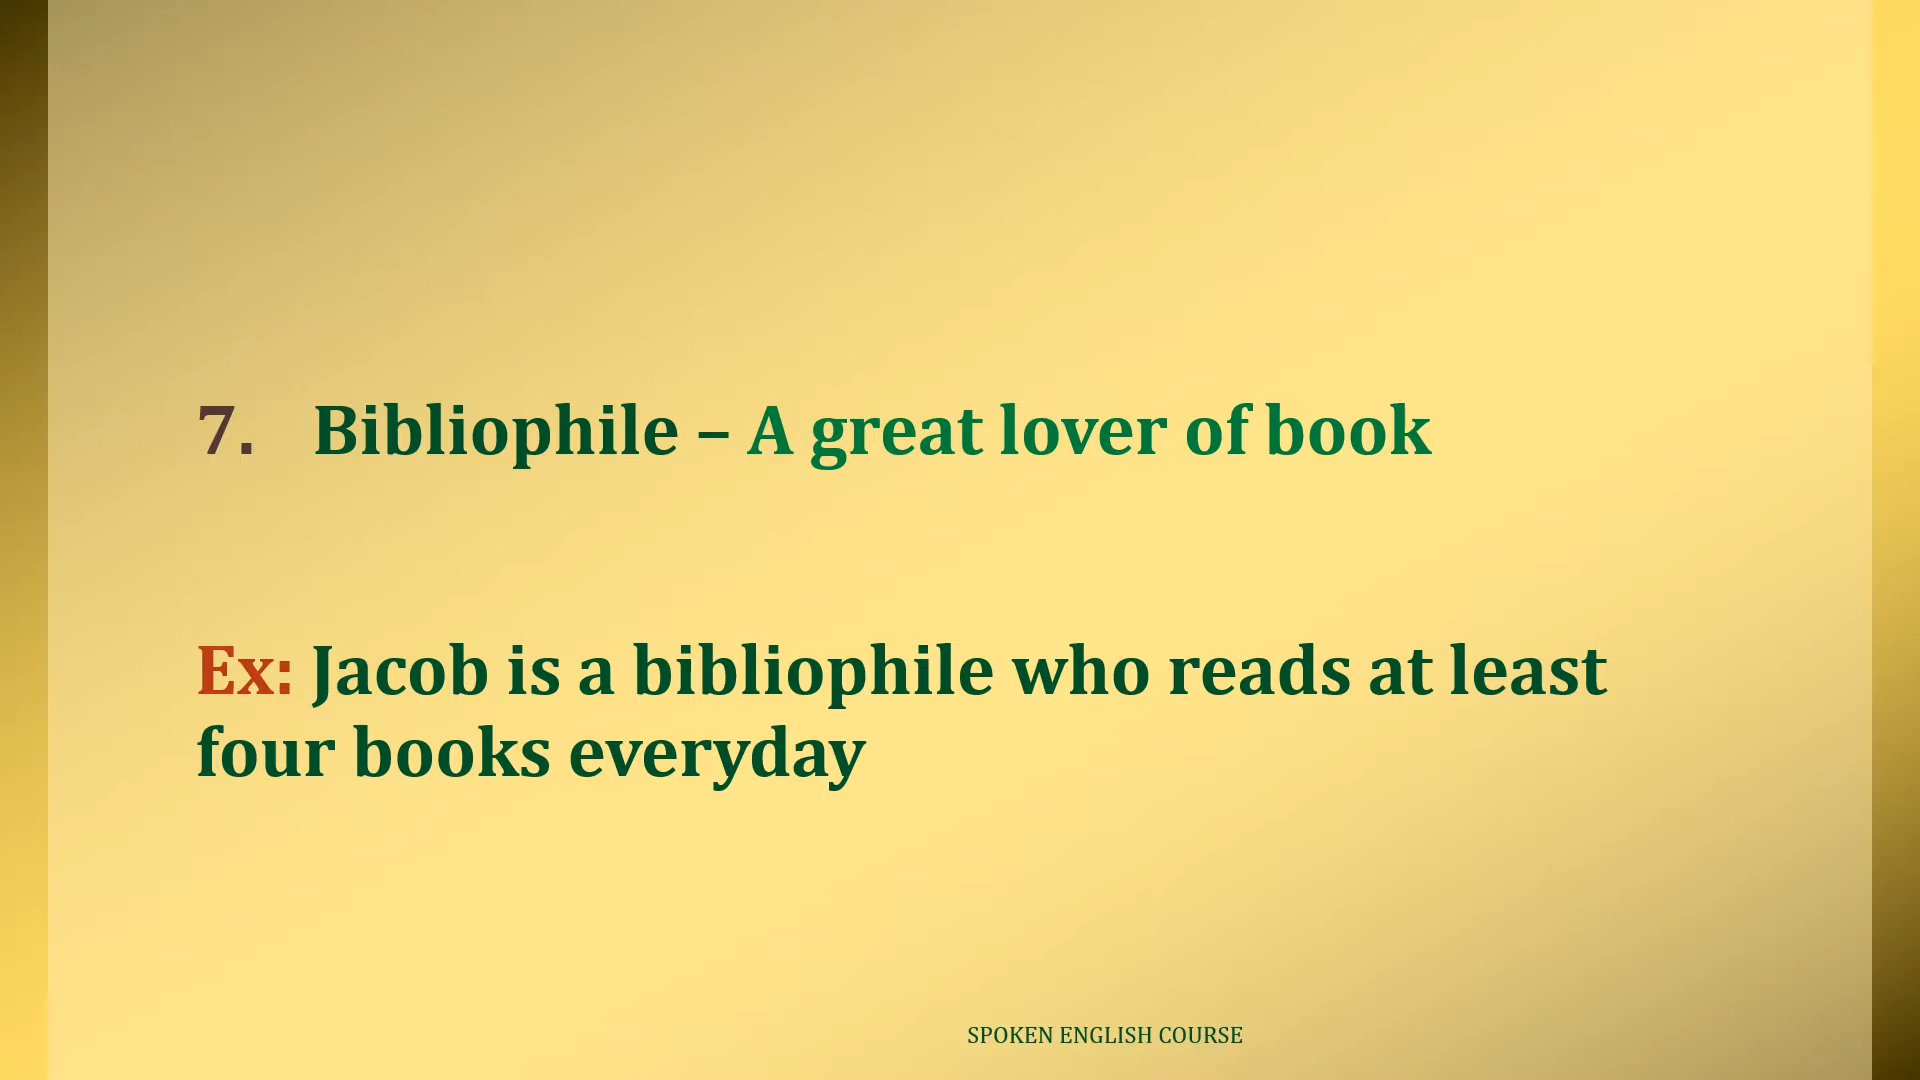 7. Bibliophile – A great lover of book
Ex: Jacob is a bibliophile who reads at least
four books everyday
SPOKEN ENGLISH COURSE